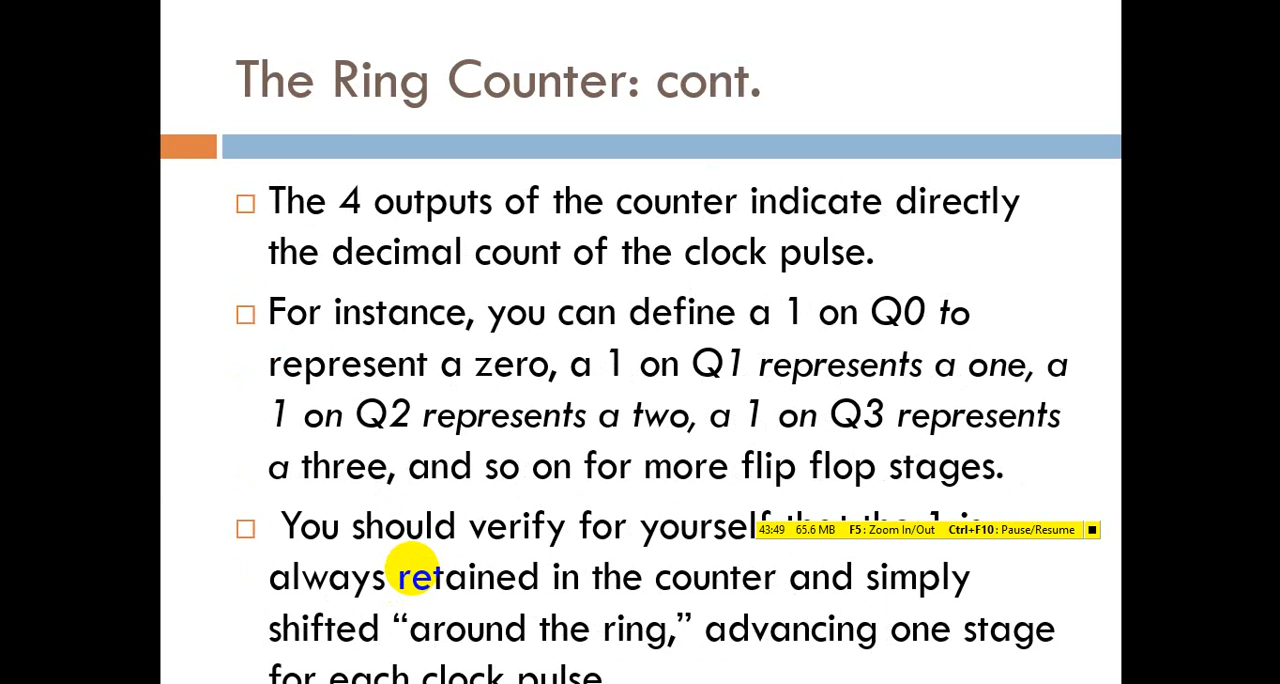 The Ring Counter: cont.
The 4 outputs of the counter indicate directly
the decimal count of the clock pulse.
For instance, you can define a 1 on Q0 to
represent a zero, a 1 on Q1 represents a one, a
1 on Q2 represents a two, a 1 on Q3 represents
a three, and so on for more flip flop stages.
You should verify for yourself that the 1 is
43:49 65.6 MB F5: Zoom In/Out Ctrl+F10: Pause/Resume
always retained in the counter and simply
shifted “around the ring,” advancing one stage
for each clock pulse